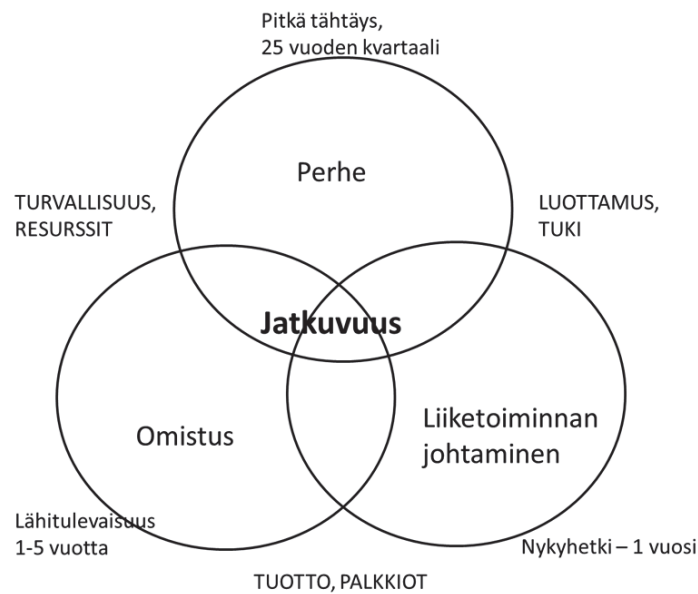 Pitkä tähtäys,
25 vuoden kvartaali
Perhe
TURVALLISUUS,
RESURSSIT
LUOTTAMUS,
TUKI
Jatkuvuus
Omistus
Liiketoiminnan
johtaminen
Lähitulevaisuus
1-5 vuotta
Nykyhetki – 1 vuosi
TUOTTO, PALKKIOT